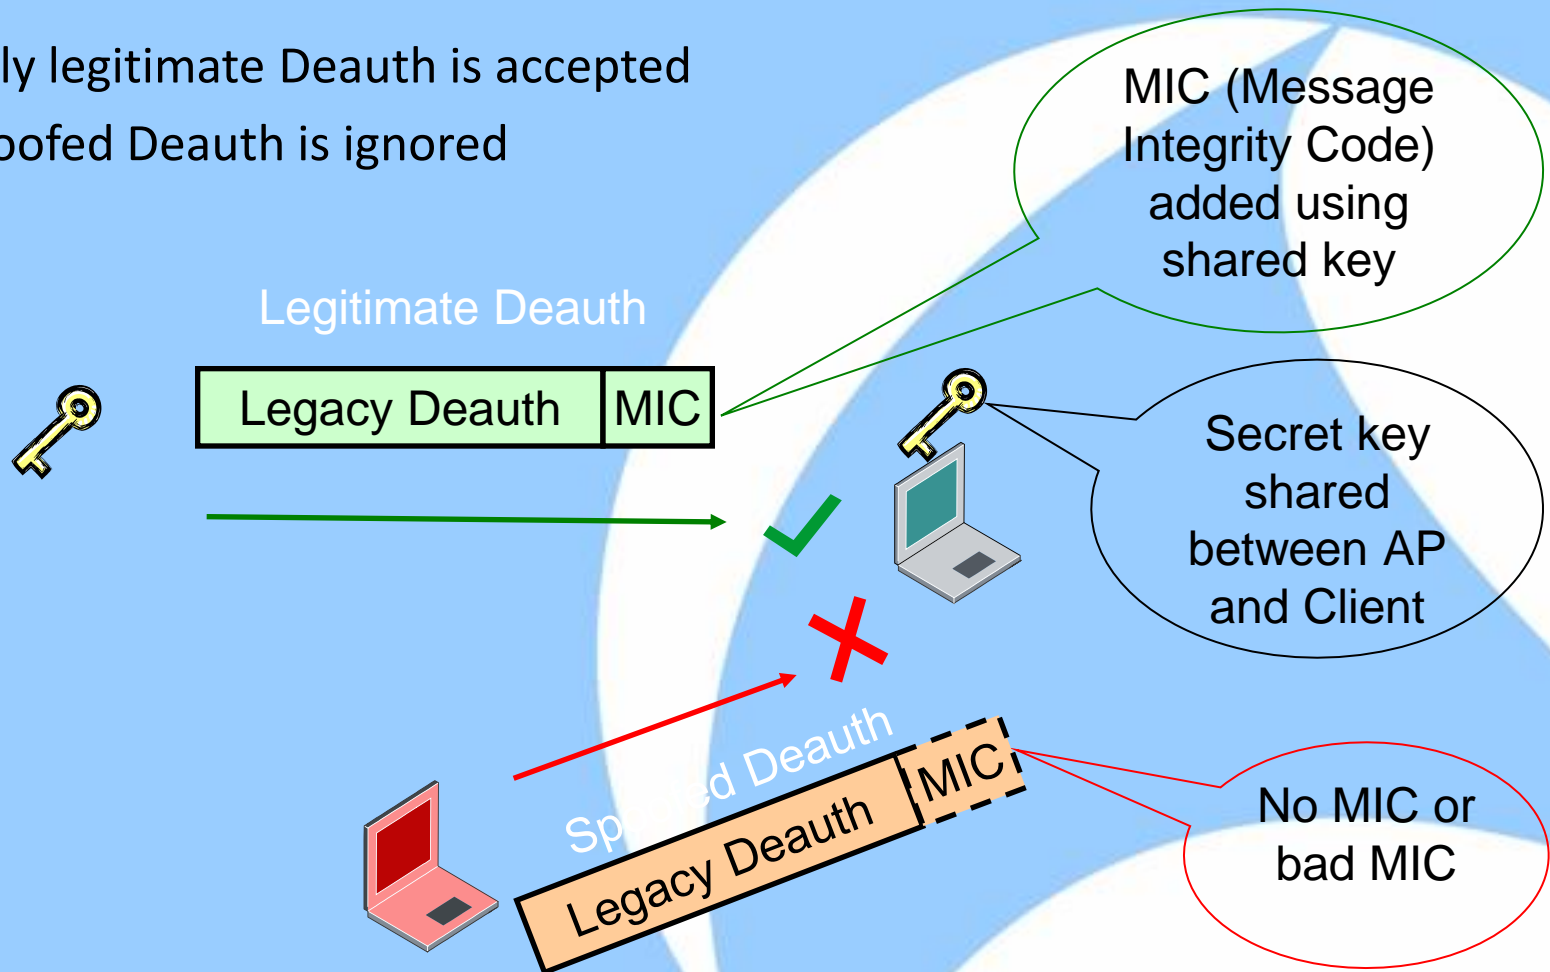 ly legitimate Deauth is accepted
oofed Deauth is ignored
MIC (Message
Integrity Code)
added using
shared key
Legitimate Deauth
Legacy Deauth MIC
Secret key
shared
between AP
and Client
Sp ed Deauth
Legacy Deauth MIC
No MIC or
bad MIC